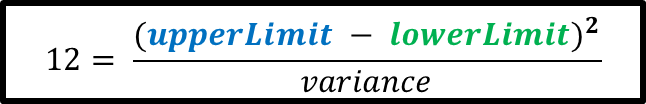 12 = (upperLimit − lowerLimit)²
variance